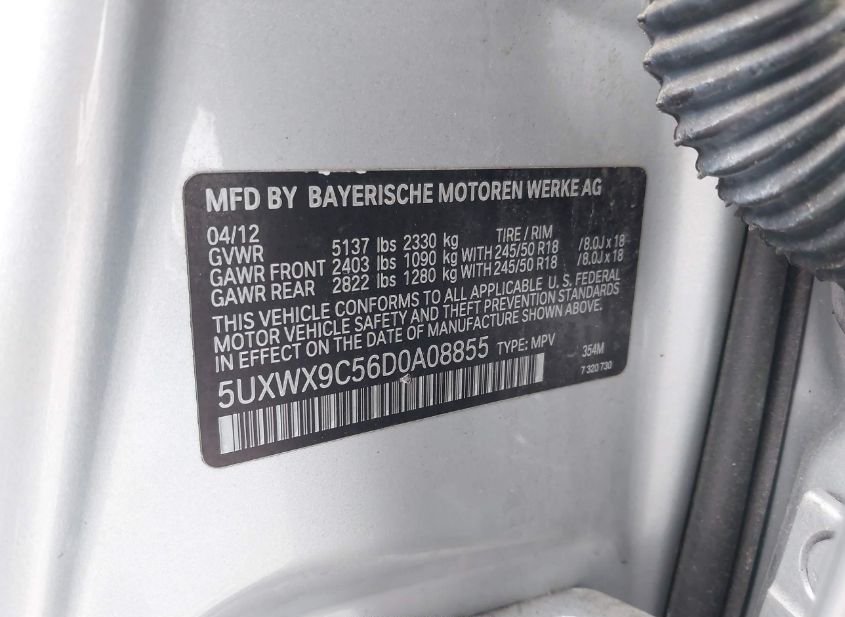 MFD BY BAYERISCHE MOTOREN WERKE AG
04/12 TIRE / RIM
GVWR 5137 lbs 2330 kg
GAWR FRONT 2403 lbs 1090 kg WITH 245/50 R18 /8.0J x 18
GAWR REAR 2822 lbs 1280 kg WITH 245/50 R18 /8.0J x 18
THIS VEHICLE CONFORMS TO ALL APPLICABLE U.S. FEDERAL
MOTOR VEHICLE SAFETY AND THEFT PREVENTION STANDARDS
IN EFFECT ON THE DATE OF MANUFACTURE SHOWN ABOVE.
5UXWX9C56D0A08855 TYPE: MPV 354M
7 320 730